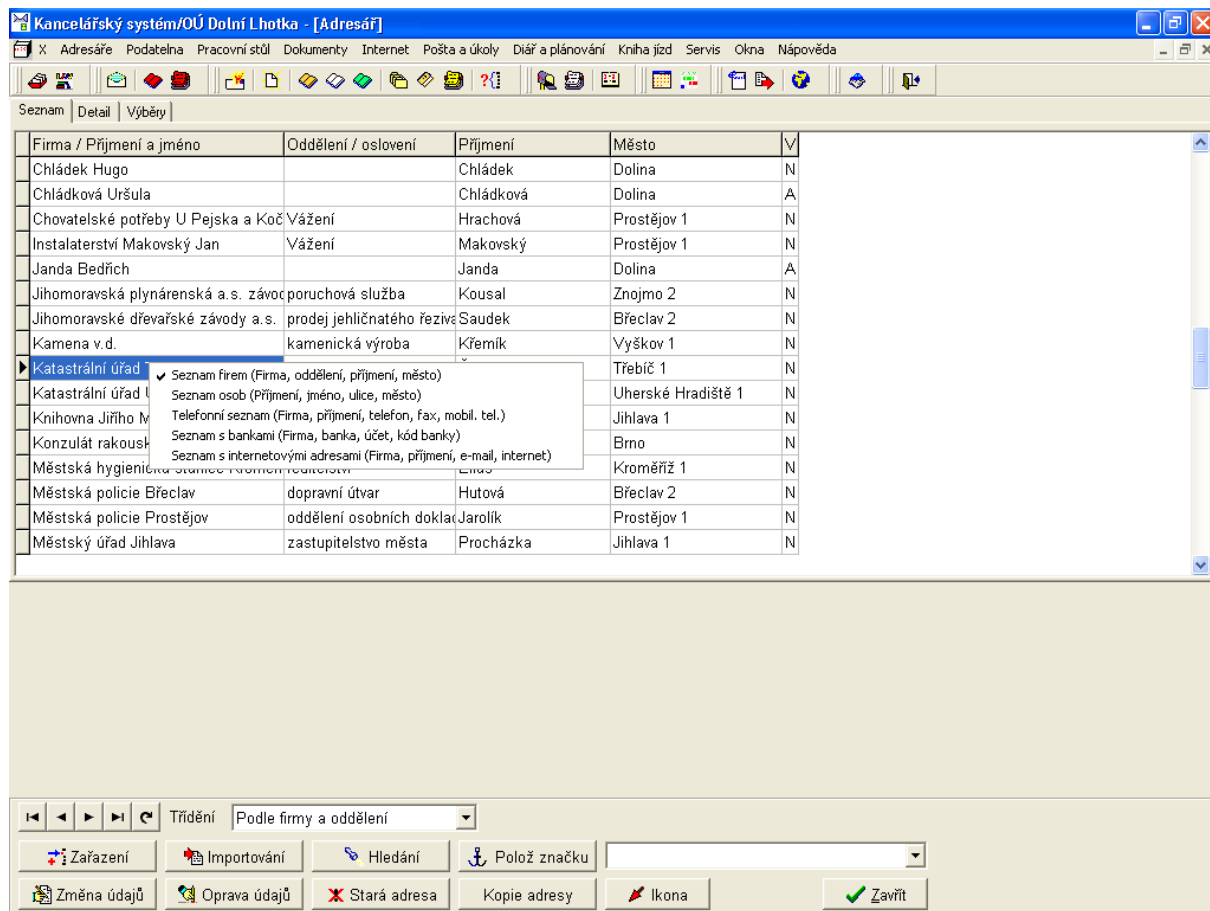 Kancelářský systém/OÚ Dolní Lhotka - [Adresář]
X Adresáře Podatelna Pracovní stůl Dokumenty Internet Pošta a úkoly Diář a plánování Kniha jízd Servis Okna Nápověda
Seznam Detail Výběry
Firma / Přijmení a jméno Oddělení / oslovení Příjmení Město V
Chládek Hugo Chládek Dolina N
Chládková Uršula Chládková Dolina A
Chovatelské potřeby U Pejska a Koč Vážení Hrachová Prostějov 1 N
Instalaterství Makovský Jan Vážení Makovský Prostějov 1 N
Janda Bedřich Janda Dolina A
Jihomoravská plynárenská a.s. závod poruchová služba Kousal Znojmo 2 N
Jihomoravské dřevařské závody a.s. prodej jehličnatého řeziva Saudek Břeclav 2 N
Kamena v.d. kamenická výroba Křemík Vyškov 1 N
Katastrální úřad Třebíč 1 N
Katastrální úřad U Uherské Hradiště 1 N
Knihovna Jiřího M Jihlava 1 N
Konzulát rakousk Brno N
Městská hygienická stanice Kroměří ředitelství Eliáš Kroměříž 1 N
Městská policie Břeclav dopravní útvar Hutová Břeclav 2 N
Městská policie Prostějov oddělení osobních doklad Jarolík Prostějov 1 N
Městský úřad Jihlava zastupitelstvo města Procházka Jihlava 1 N
Seznam firem (Firma, oddělení, příjmení, město)
Seznam osob (Příjmení, jméno, ulice, město)
Telefonní seznam (Firma, příjmení, telefon, fax, mobil. tel.)
Seznam s bankami (Firma, banka, účet, kód banky)
Seznam s internetovými adresami (Firma, příjmení, e-mail, internet)
Třídění Podle firmy a oddělení
Zařazení Importování Hledání Polož značku
Změna údajů Oprava údajů Stará adresa Kopie adresy Ikona Zavřít